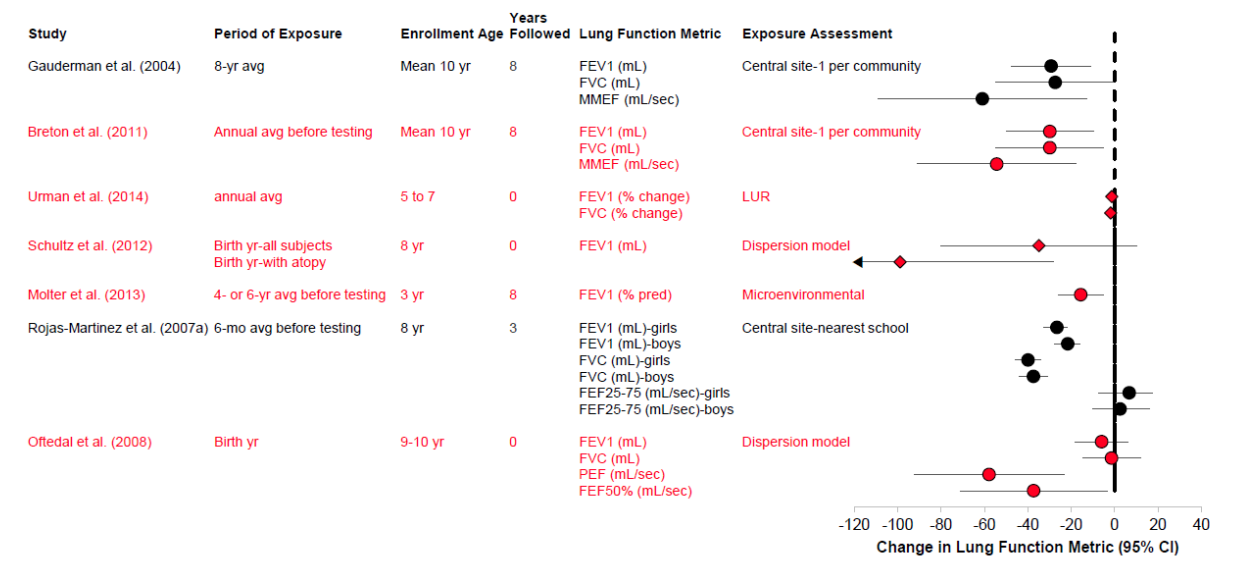 Years
Study Period of Exposure Enrollment Age Followed Lung Function Metric Exposure Assessment
Gauderman et al. (2004) 8-yr avg Mean 10 yr 8 FEV1 (mL) Central site-1 per community
FVC (mL)
MMEF (mL/sec)
Breton et al. (2011) Annual avg before testing Mean 10 yr 8 FEV1 (mL) Central site-1 per community
FVC (mL)
MMEF (mL/sec)
Urman et al. (2014) annual avg 5 to 7 0 FEV1 (% change) LUR
FVC (% change)
Schultz et al. (2012) Birth yr-all subjects 8 yr 0 FEV1 (mL) Dispersion model
Birth yr-with atopy
Molter et al. (2013) 4- or 6-yr avg before testing 3 yr 8 FEV1 (% pred) Microenvironmental
Rojas-Martinez et al. (2007a) 6-mo avg before testing 8 yr 3 FEV1 (mL)-girls Central site-nearest school
FEV1 (mL)-boys
FVC (mL)-girls
FVC (mL)-boys
FEF25-75 (mL/sec)-girls
FEF25-75 (mL/sec)-boys
Oftedal et al. (2008) Birth yr 9-10 yr 0 FEV1 (mL) Dispersion model
FVC (mL)
PEF (mL/sec)
FEF50% (mL/sec)
-120 -100 -80 -60 -40 -20 0 20 40
Change in Lung Function Metric (95% CI)